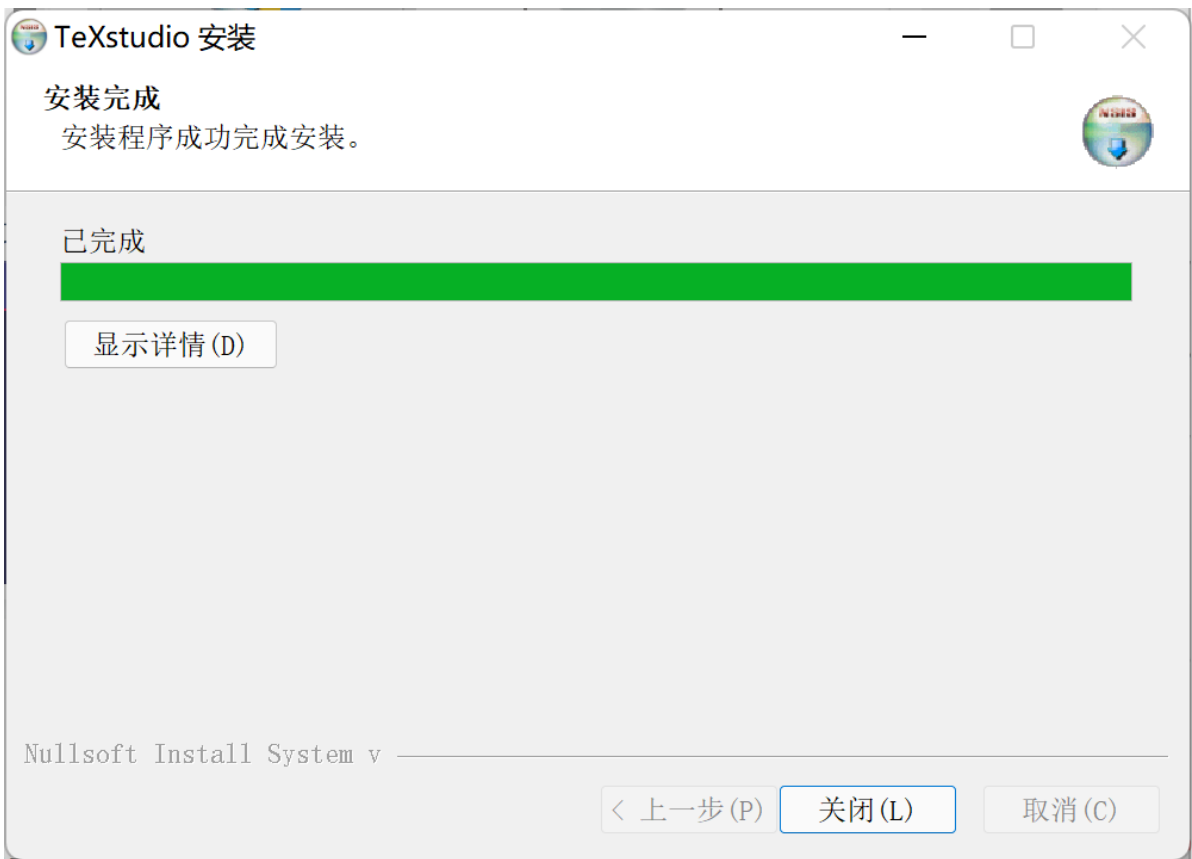 TeXstudio 安装
安装完成
安装程序成功完成安装。
NSIS
已完成
显示详情(D)
Nullsoft Install System v
< 上一步(P)
关闭(L)
取消(C)